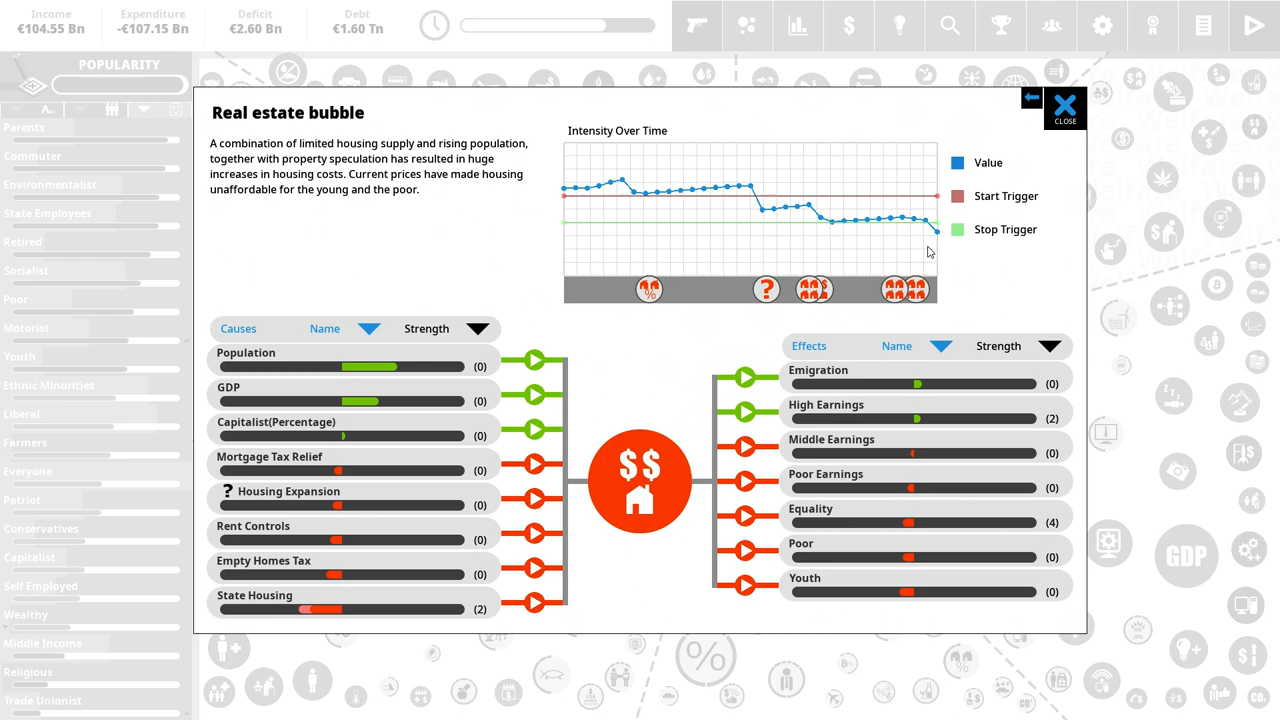 Income
€104.55 Bn
Expenditure
-€107.15 Bn
Deficit
€2.60 Bn
Debt
€1.60 Tn
POPULARITY
Parents
Commuter
Environmentalist
State Employees
Retired
Socialist
Poor
Motorist
Youth
Ethnic Minorities
Liberal
Farmers
Everyone
Patriot
Conservatives
Capitalist
Self Employed
Wealthy
Middle Income
Religious
Trade Unionist
Real estate bubble
CLOSE
A combination of limited housing supply and rising population,
together with property speculation has resulted in huge
increases in housing costs. Current prices have made housing
unaffordable for the young and the poor.
Intensity Over Time
Value
Start Trigger
Stop Trigger
%
?
$
Causes Name Strength
Population
(0)
GDP
(0)
Capitalist(Percentage)
(0)
Mortgage Tax Relief
(0)
? Housing Expansion
(0)
Rent Controls
(0)
Empty Homes Tax
(0)
State Housing
(2)
$$
Effects Name Strength
Emigration
(0)
High Earnings
(2)
Middle Earnings
(0)
Poor Earnings
(0)
Equality
(4)
Poor
(0)
Youth
(0)
GDP
%